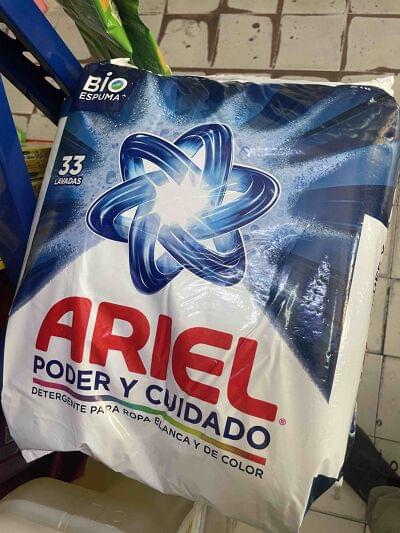 BIO
ESPUMA
33
LAVADAS
ARIEL®
PODER Y CUIDADO
DETERGENTE PARA ROPA BLANCA Y DE COLOR